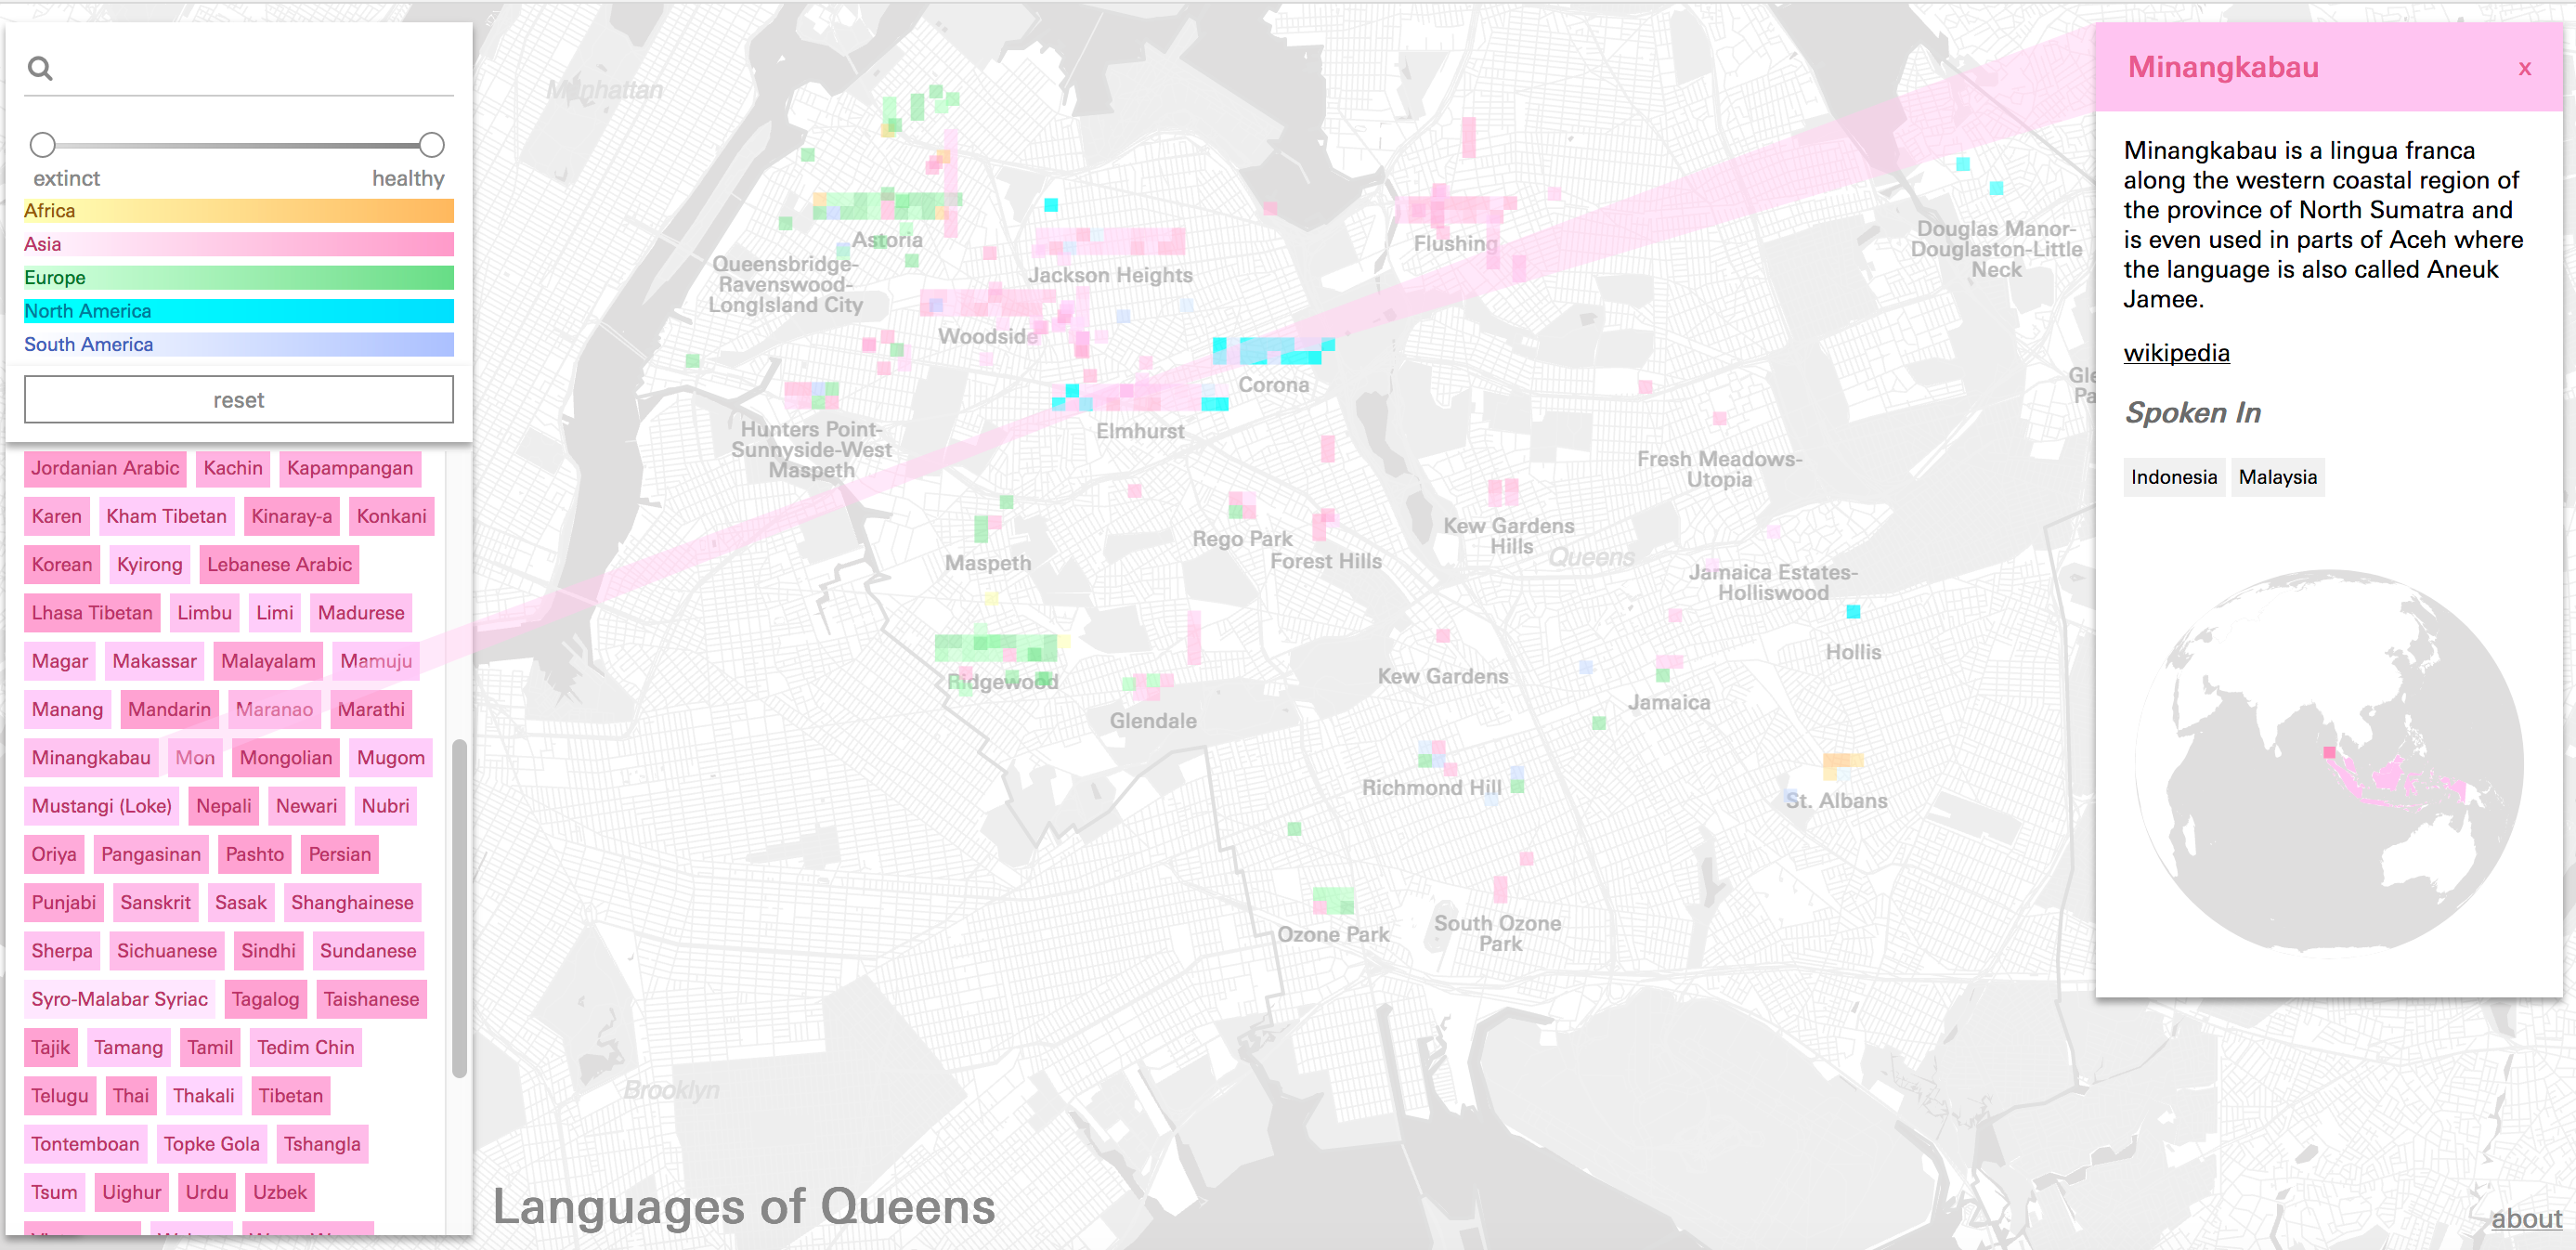 extinct healthy
Africa
Asia
Europe
North America
South America
reset
Jordanian Arabic Kachin Kapampangan
Karen Kham Tibetan Kinaray-a Konkani
Korean Kyirong Lebanese Arabic
Lhasa Tibetan Limbu Limi Madurese
Magar Makassar Malayalam Mamuju
Manang Mandarin Maranao Marathi
Minangkabau Mon Mongolian Mugom
Mustangi (Loke) Nepali Newari Nubri
Oriya Pangasinan Pashto Persian
Punjabi Sanskrit Sasak Shanghainese
Sherpa Sichuanese Sindhi Sundanese
Syro-Malabar Syriac Tagalog Taishanese
Tajik Tamang Tamil Tedim Chin
Telugu Thai Thakali Tibetan
Tontemboan Topke Gola Tshangla
Tsum Uighur Urdu Uzbek
Manhattan
Astoria
Queensbridge-
Ravenswood-
LongIsland City
Jackson Heights
Flushing
Douglas Manor-
Douglaston-Little
Neck
Woodside
Corona
Elmhurst
Hunters Point-
Sunnyside-West
Maspeth
Fresh Meadows-
Utopia
Maspeth
Rego Park
Forest Hills
Kew Gardens
Hills
Queens
Jamaica Estates-
Holliswood
Hollis
Ridgewood
Glendale
Kew Gardens
Jamaica
Richmond Hill
St. Albans
Ozone Park
South Ozone
Park
Brooklyn
Languages of Queens
Minangkabau x
Minangkabau is a lingua franca
along the western coastal region of
the province of North Sumatra and
is even used in parts of Aceh where
the language is also called Aneuk
Jamee.
wikipedia
Spoken In
Indonesia Malaysia
about